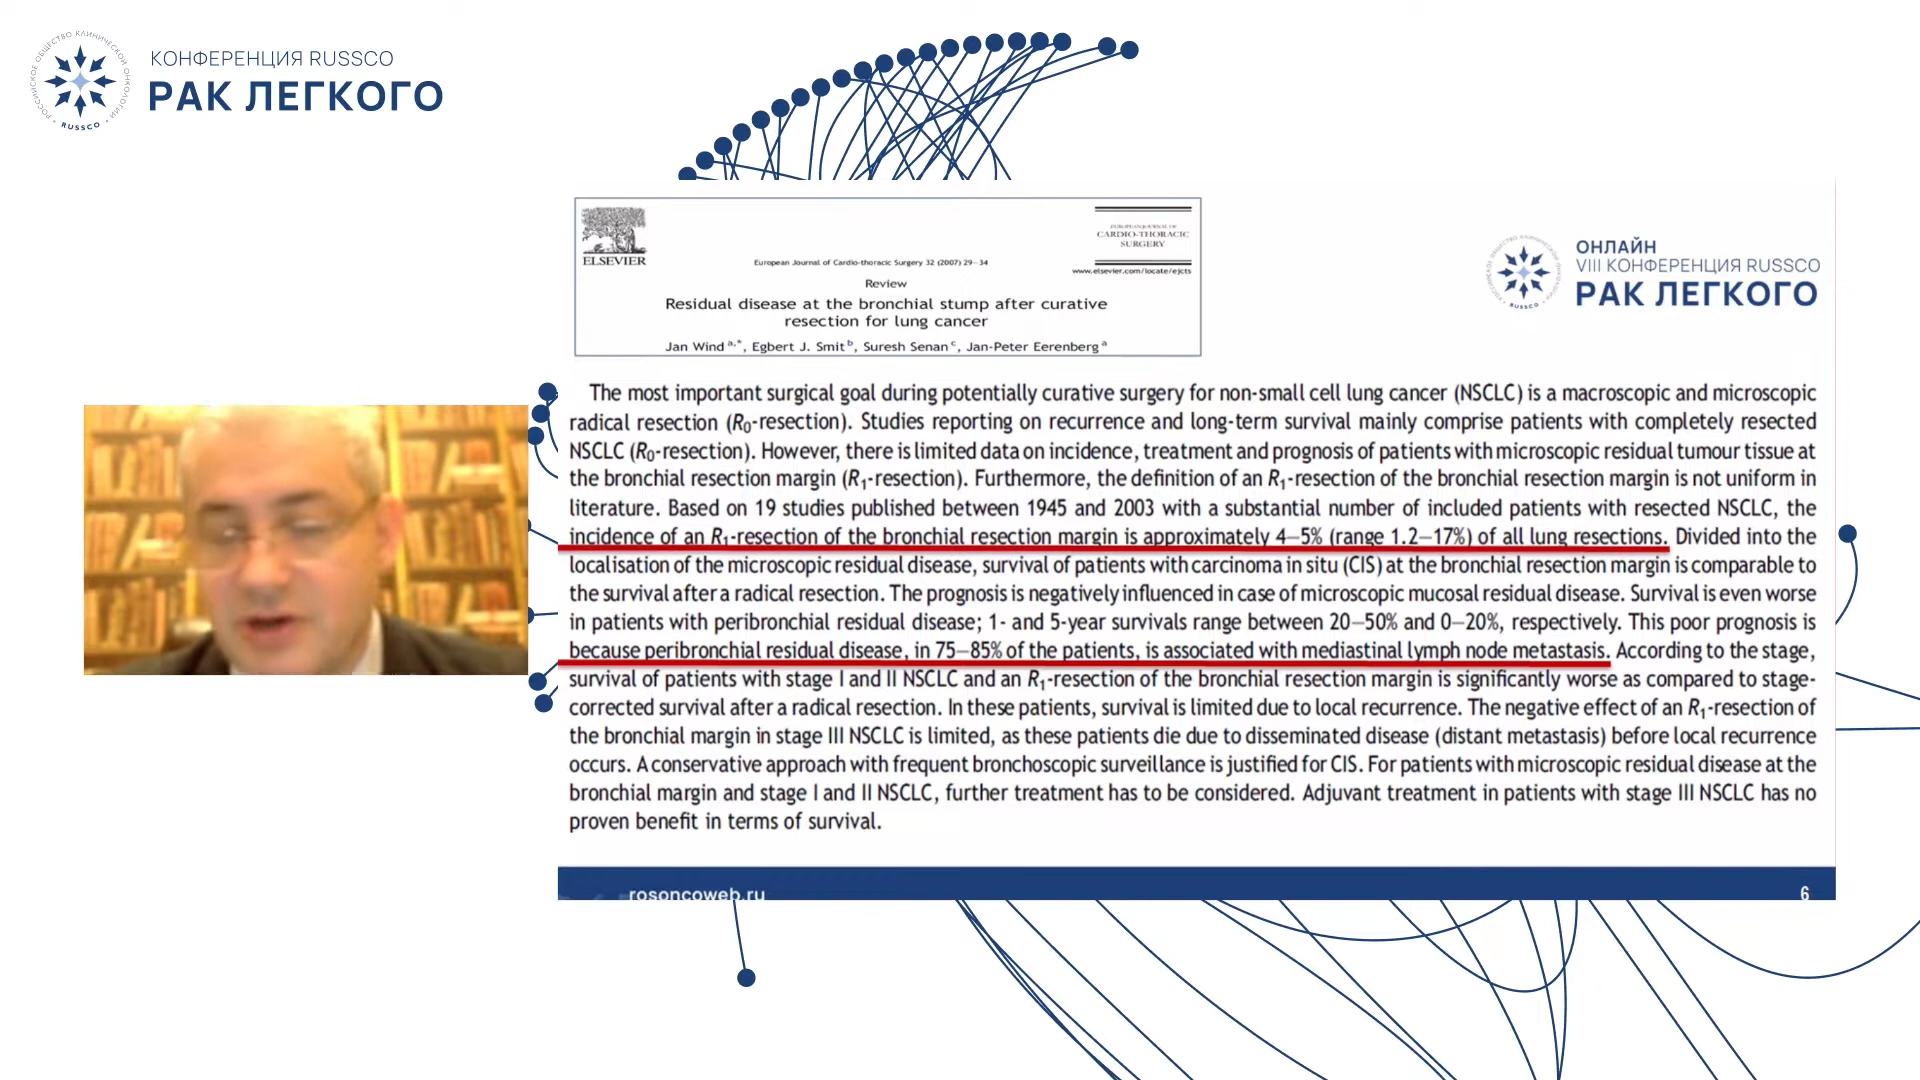 РОССИЙСКОЕ ОБЩЕСТВО КЛИНИЧЕСКОЙ ОНКОЛОГИИ
• RUSSCO •
КОНФЕРЕНЦИЯ RUSSCO
РАК ЛЕГКОГО
ELSEVIER
European Journal of Cardio-thoracic Surgery 32 (2007) 29–34
EUROPEAN JOURNAL OF
CARDIO-THORACIC
SURGERY
www.elsevier.com/locate/ejcts
Review
Residual disease at the bronchial stump after curative
resection for lung cancer
Jan Wind a,*, Egbert J. Smit b, Suresh Senan c, Jan-Peter Eerenberg a
RUSSCO
ОНЛАЙН
VIII КОНФЕРЕНЦИЯ RUSSCO
РАК ЛЕГКОГО
The most important surgical goal during potentially curative surgery for non-small cell lung cancer (NSCLC) is a macroscopic and microscopic
radical resection (R0-resection). Studies reporting on recurrence and long-term survival mainly comprise patients with completely resected
NSCLC (R0-resection). However, there is limited data on incidence, treatment and prognosis of patients with microscopic residual tumour tissue at
the bronchial resection margin (R1-resection). Furthermore, the definition of an R1-resection of the bronchial resection margin is not uniform in
literature. Based on 19 studies published between 1945 and 2003 with a substantial number of included patients with resected NSCLC, the
incidence of an R1-resection of the bronchial resection margin is approximately 4–5% (range 1.2–17%) of all lung resections. Divided into the
localisation of the microscopic residual disease, survival of patients with carcinoma in situ (CIS) at the bronchial resection margin is comparable to
the survival after a radical resection. The prognosis is negatively influenced in case of microscopic mucosal residual disease. Survival is even worse
in patients with peribronchial residual disease; 1- and 5-year survivals range between 20–50% and 0–20%, respectively. This poor prognosis is
because peribronchial residual disease, in 75–85% of the patients, is associated with mediastinal lymph node metastasis. According to the stage,
survival of patients with stage I and II NSCLC and an R1-resection of the bronchial resection margin is significantly worse as compared to stage-
corrected survival after a radical resection. In these patients, survival is limited due to local recurrence. The negative effect of an R1-resection of
the bronchial margin in stage III NSCLC is limited, as these patients die due to disseminated disease (distant metastasis) before local recurrence
occurs. A conservative approach with frequent bronchoscopic surveillance is justified for CIS. For patients with microscopic residual disease at the
bronchial margin and stage I and II NSCLC, further treatment has to be considered. Adjuvant treatment in patients with stage III NSCLC has no
proven benefit in terms of survival.
rosoncoweb.ru
6